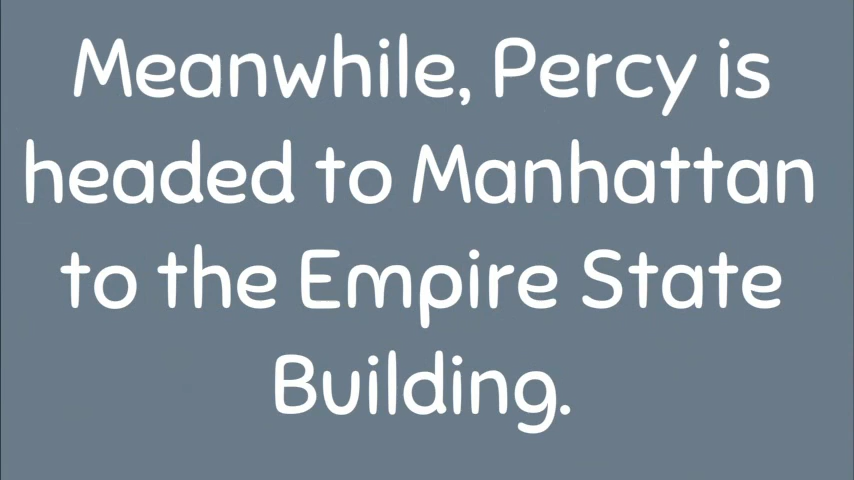 Meanwhile, Percy is
headed to Manhattan
to the Empire State
Building.